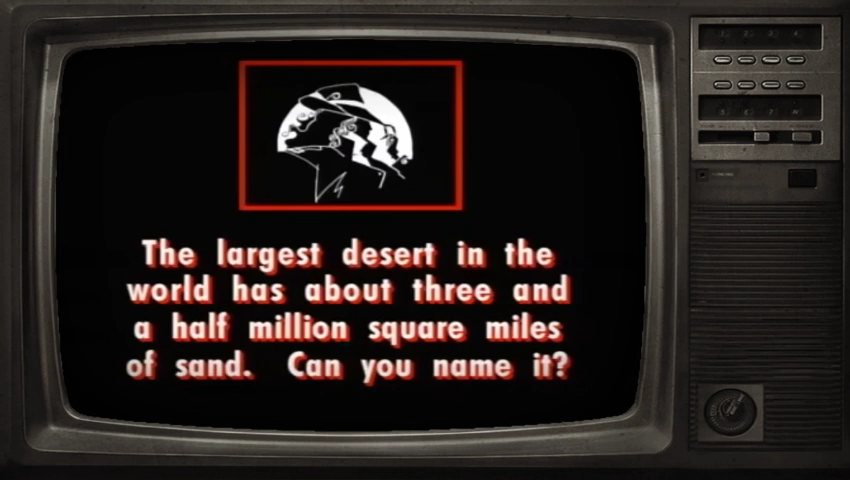 The largest desert in the
world has about three and
a half million square miles
of sand. Can you name it?